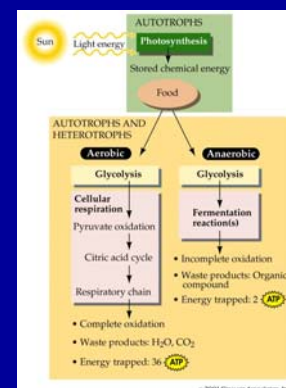 AUTOTROPHS
Sun
Light energy
Photosynthesis
Stored chemical energy
Food
AUTOTROPHS AND
HETEROTROPHS
Aerobic
Glycolysis
Cellular
respiration
Pyruvate oxidation
Citric acid cycle
Respiratory chain
• Complete oxidation
• Waste products: H₂O, CO₂
• Energy trapped: 36 ATP
Anaerobic
Glycolysis
Fermentation
reaction(s)
• Incomplete oxidation
• Waste products: Organic
compound
• Energy trapped: 2 ATP